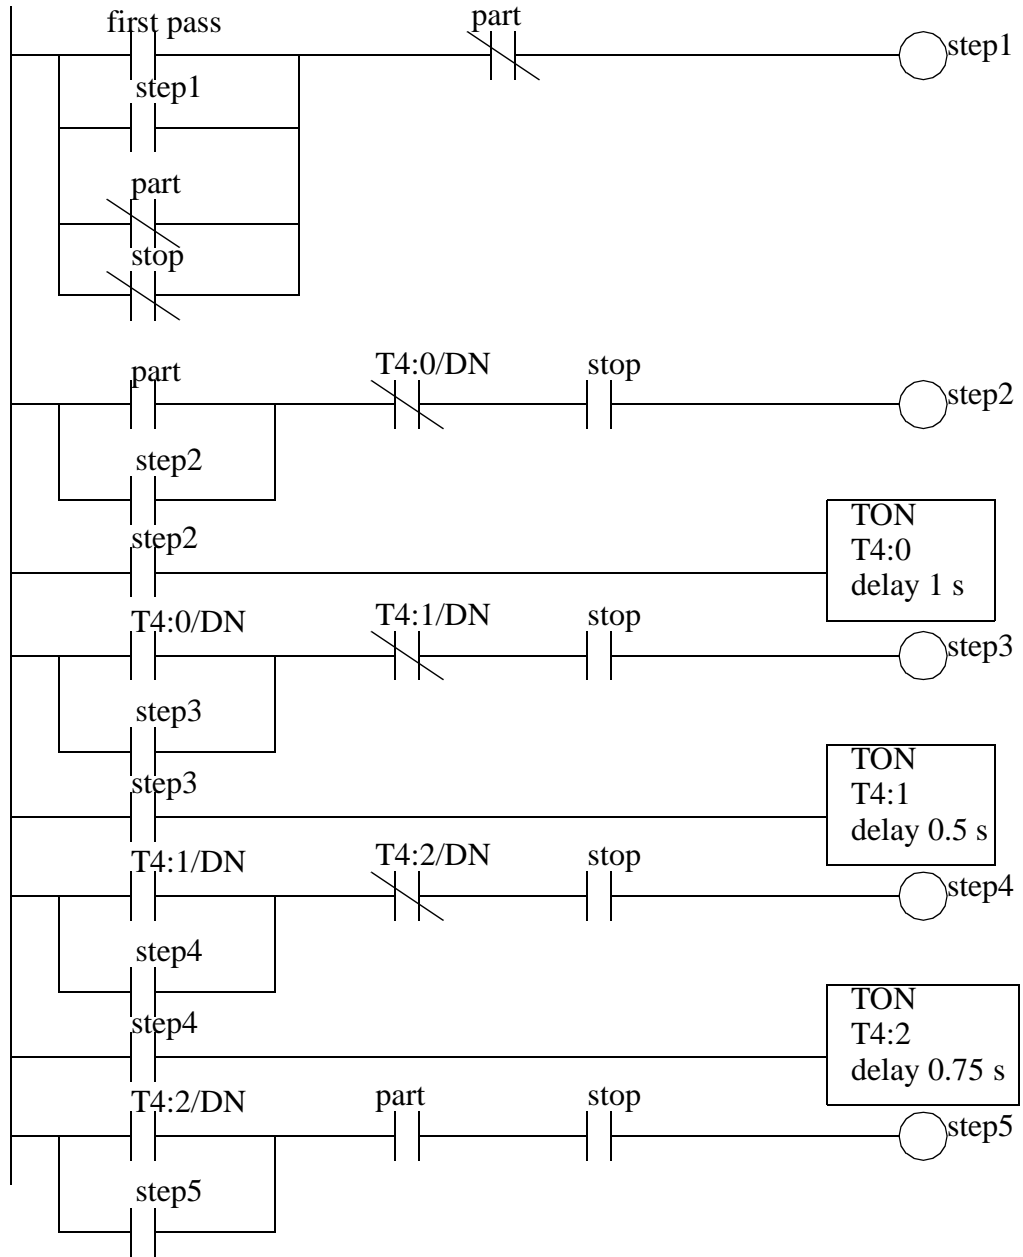 first pass
part
step1
step1
part
stop
part
T4:0/DN
stop
step2
step2
step2
TON
T4:0
delay 1 s
T4:0/DN
T4:1/DN
stop
step3
step3
step3
TON
T4:1
delay 0.5 s
T4:1/DN
T4:2/DN
stop
step4
step4
step4
TON
T4:2
delay 0.75 s
T4:2/DN
part
stop
step5
step5